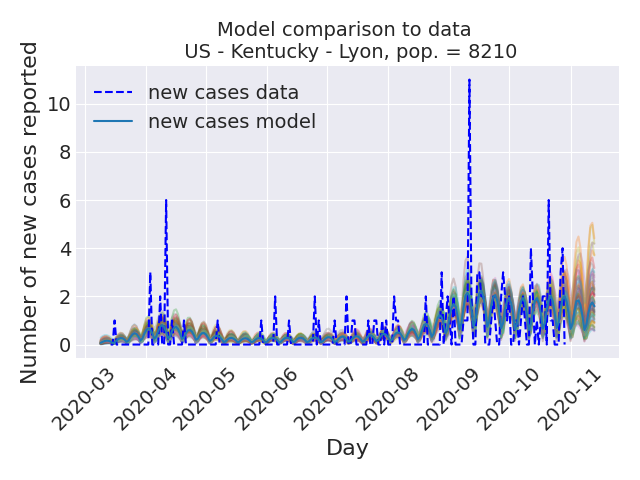 Model comparison to data
US - Kentucky - Lyon, pop. = 8210
Number of new cases reported
new cases data
new cases model
10
8
6
4
2
0
2020-03
2020-04
2020-05
2020-06
2020-07
2020-08
2020-09
2020-10
2020-11
Day